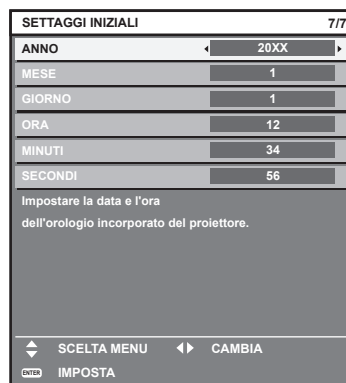 SETTAGGI INIZIALI 7/7
ANNO 20XX
MESE 1
GIORNO 1
ORA 12
MINUTI 34
SECONDI 56
Impostare la data e l'ora
dell'orologio incorporato del proiettore.
SCELTA MENU CAMBIA
ENTER IMPOSTA